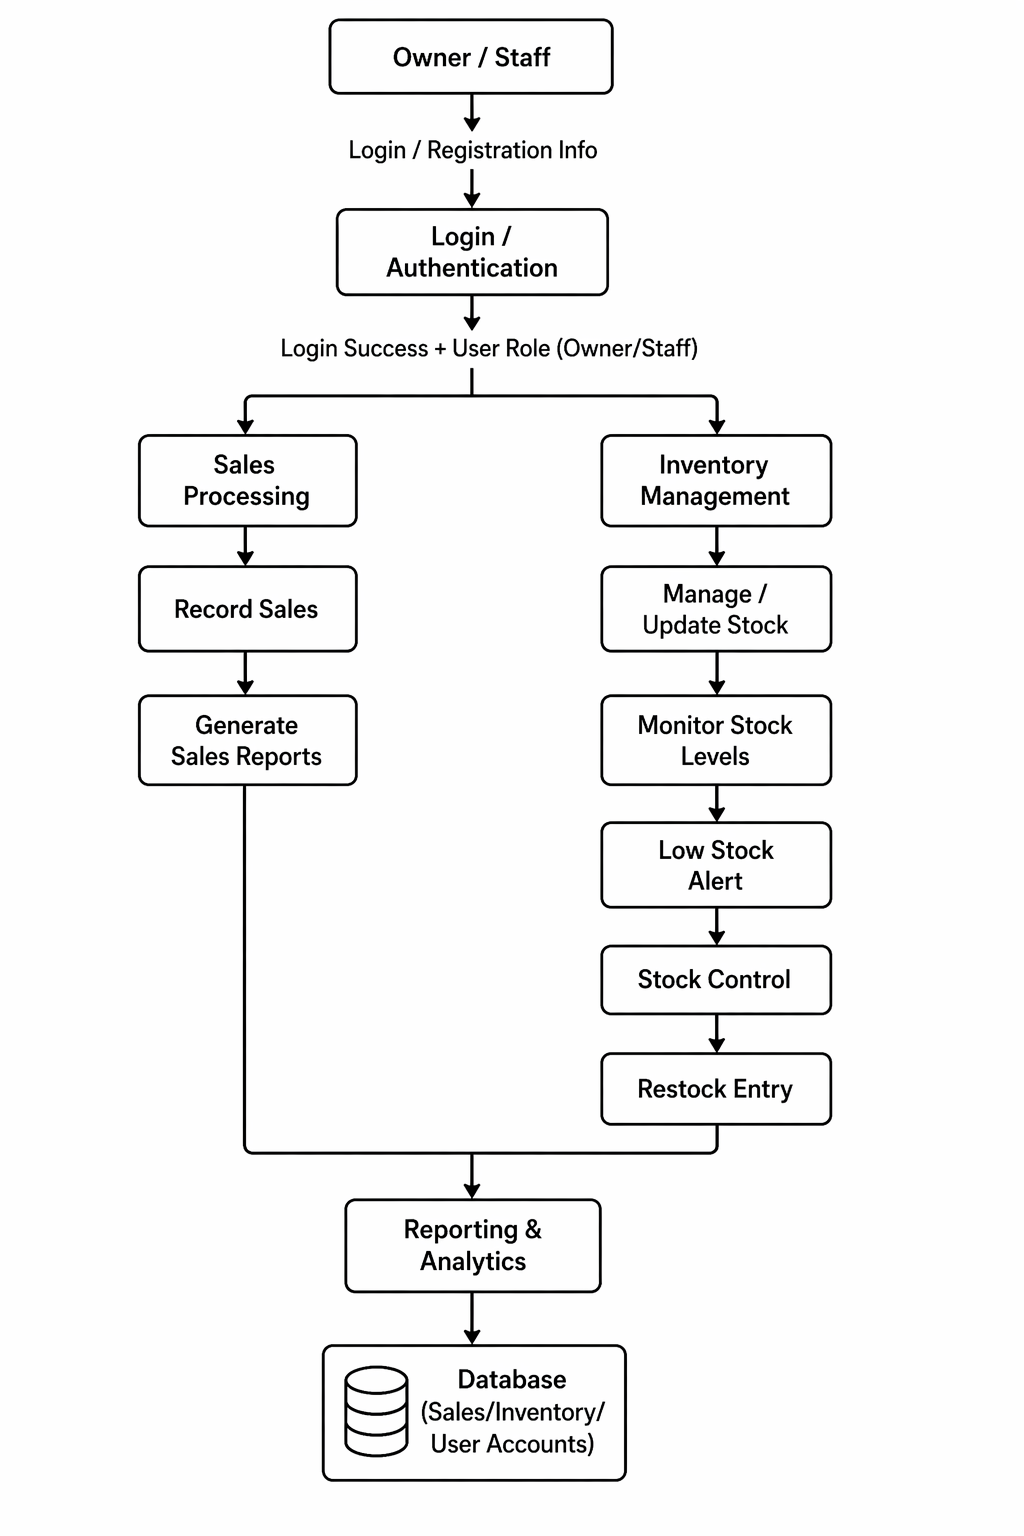 Owner / Staff
Login / Registration Info
Login /
Authentication
Login Success + User Role (Owner/Staff)
Sales
Processing
Record Sales
Generate
Sales Reports
Inventory
Management
Manage /
Update Stock
Monitor Stock
Levels
Low Stock
Alert
Stock Control
Restock Entry
Reporting &
Analytics
Database
(Sales/Inventory/
User Accounts)